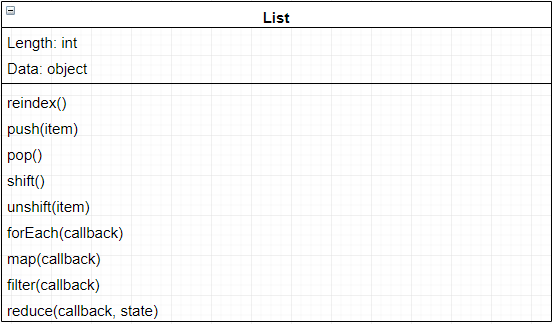 List
Length: int
Data: object
reindex()
push(item)
pop()
shift()
unshift(item)
forEach(callback)
map(callback)
filter(callback)
reduce(callback, state)